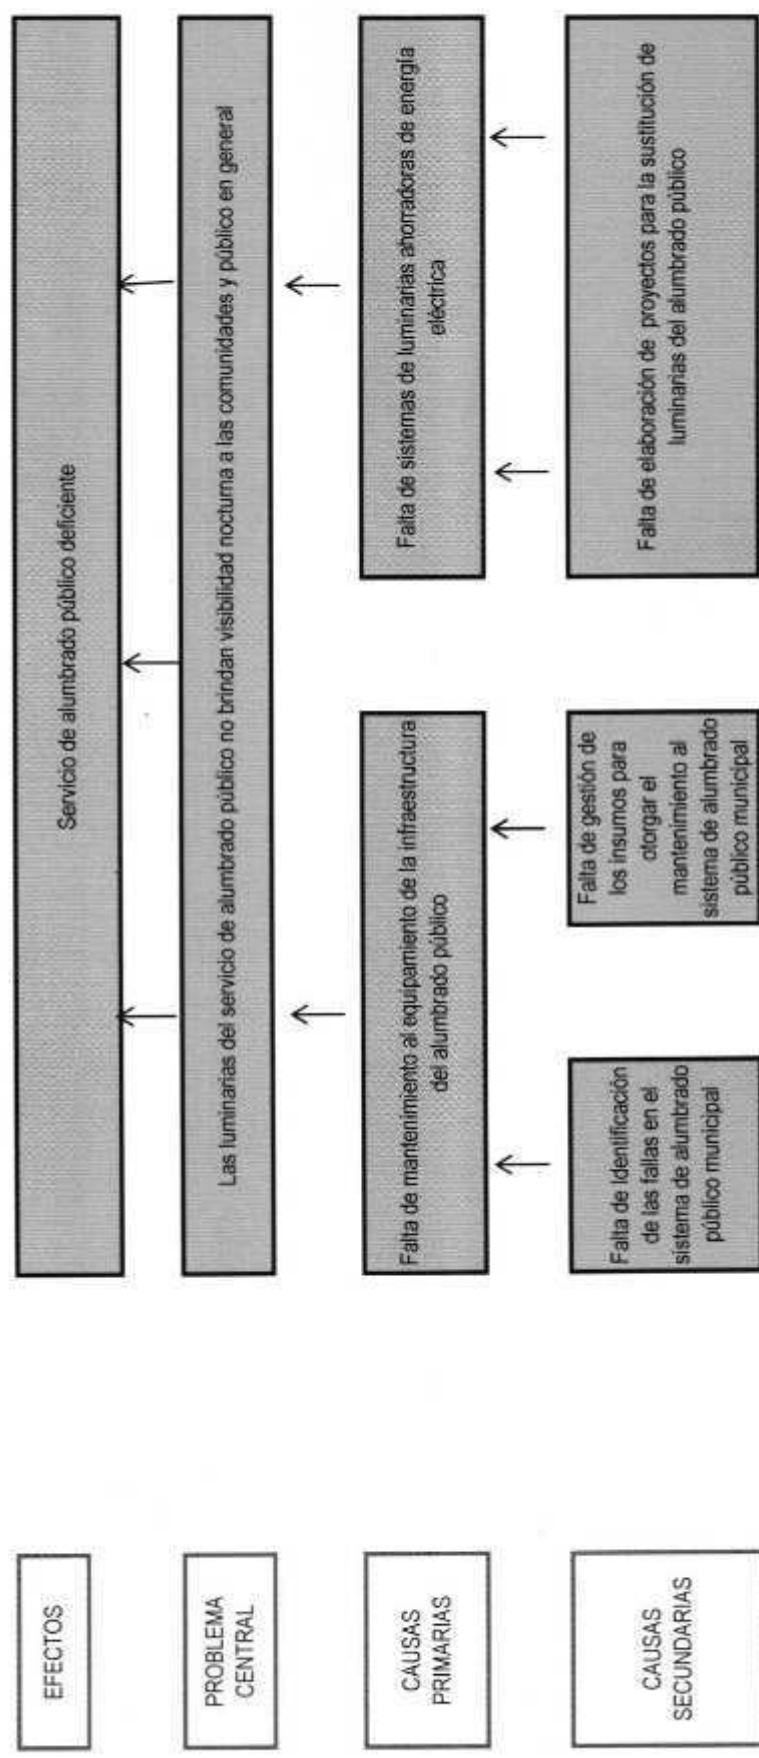 EFECTOS
Servicio de alumbrado público deficiente
PROBLEMA
CENTRAL
Las luminarias del servicio de alumbrado público no brindan visibilidad nocturna a las comunidades y público en general
CAUSAS
PRIMARIAS
Falta de mantenimiento al equipamiento de la infraestructura
del alumbrado público
Falta de sistemas de luminarias ahorradoras de energía
eléctrica
CAUSAS
SECUNDARIAS
Falta de Identificación
de las fallas en el
sistema de alumbrado
público municipal
Falta de gestión de
los insumos para
otorgar el
mantenimiento al
sistema de alumbrado
público municipal
Falta de elaboración de proyectos para la sustitución de
luminarias del alumbrado público